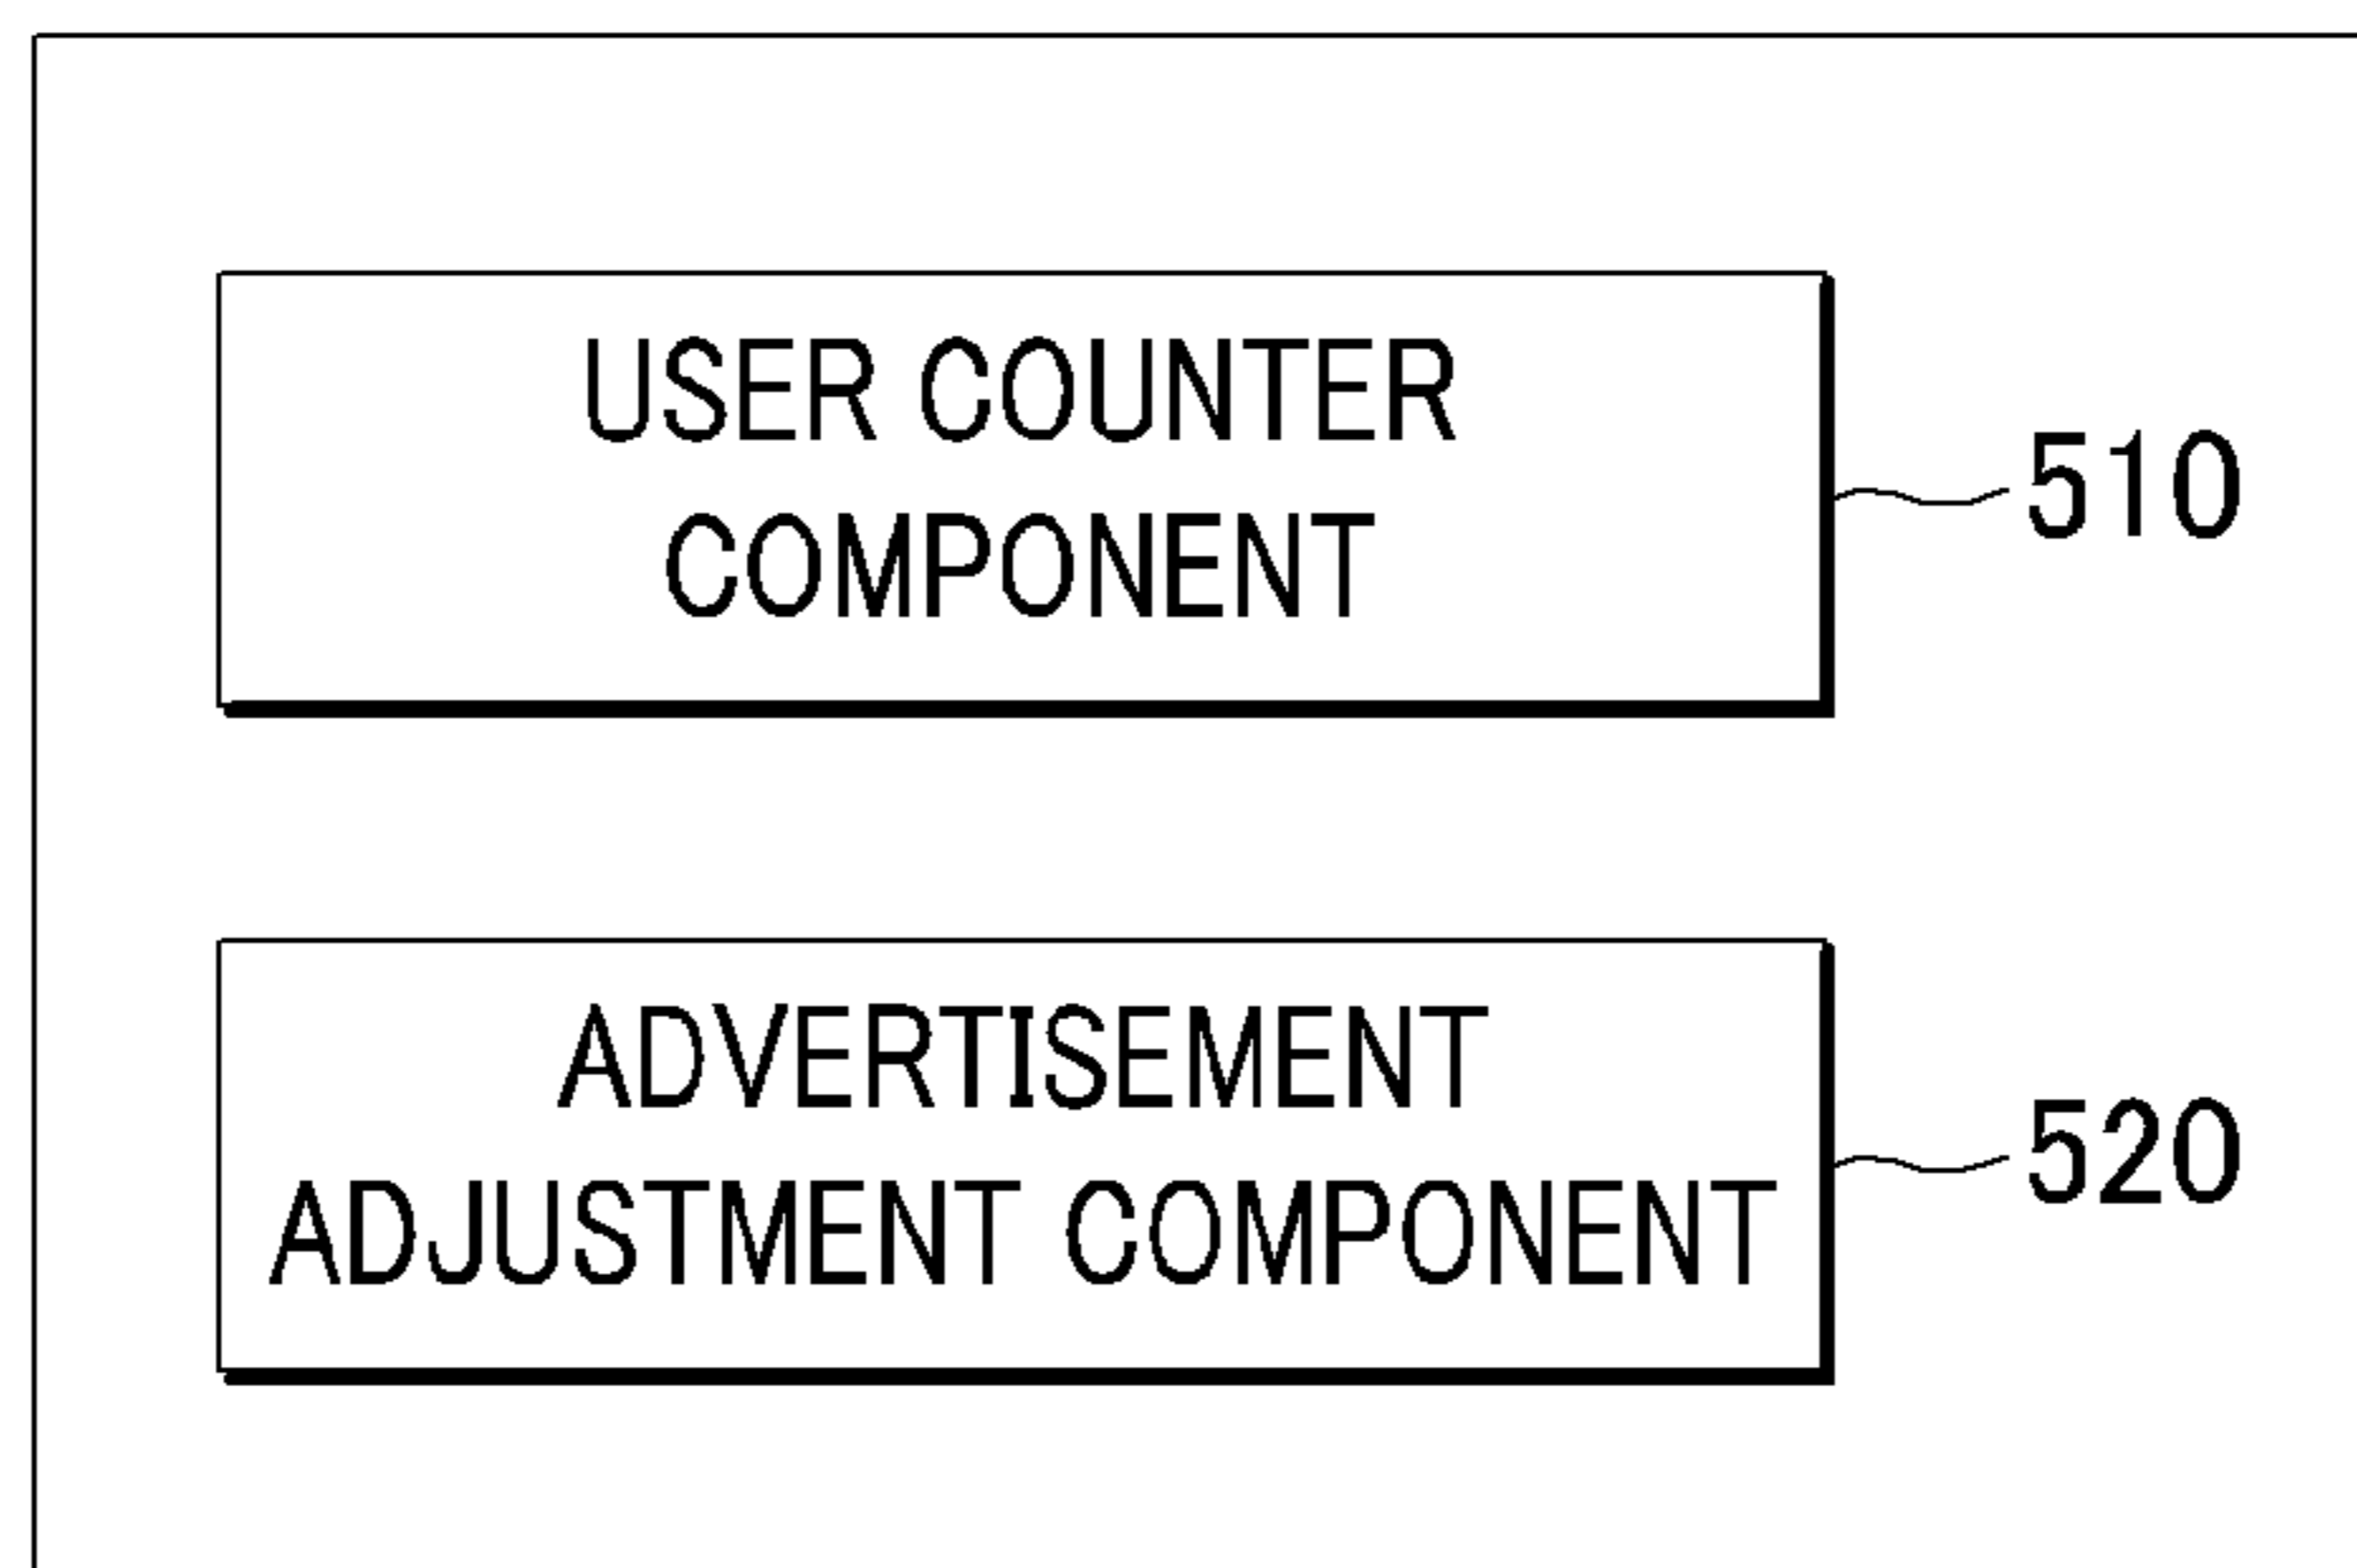 USER COUNTER
COMPONENT
510
ADVERTISEMENT
ADJUSTMENT COMPONENT
520